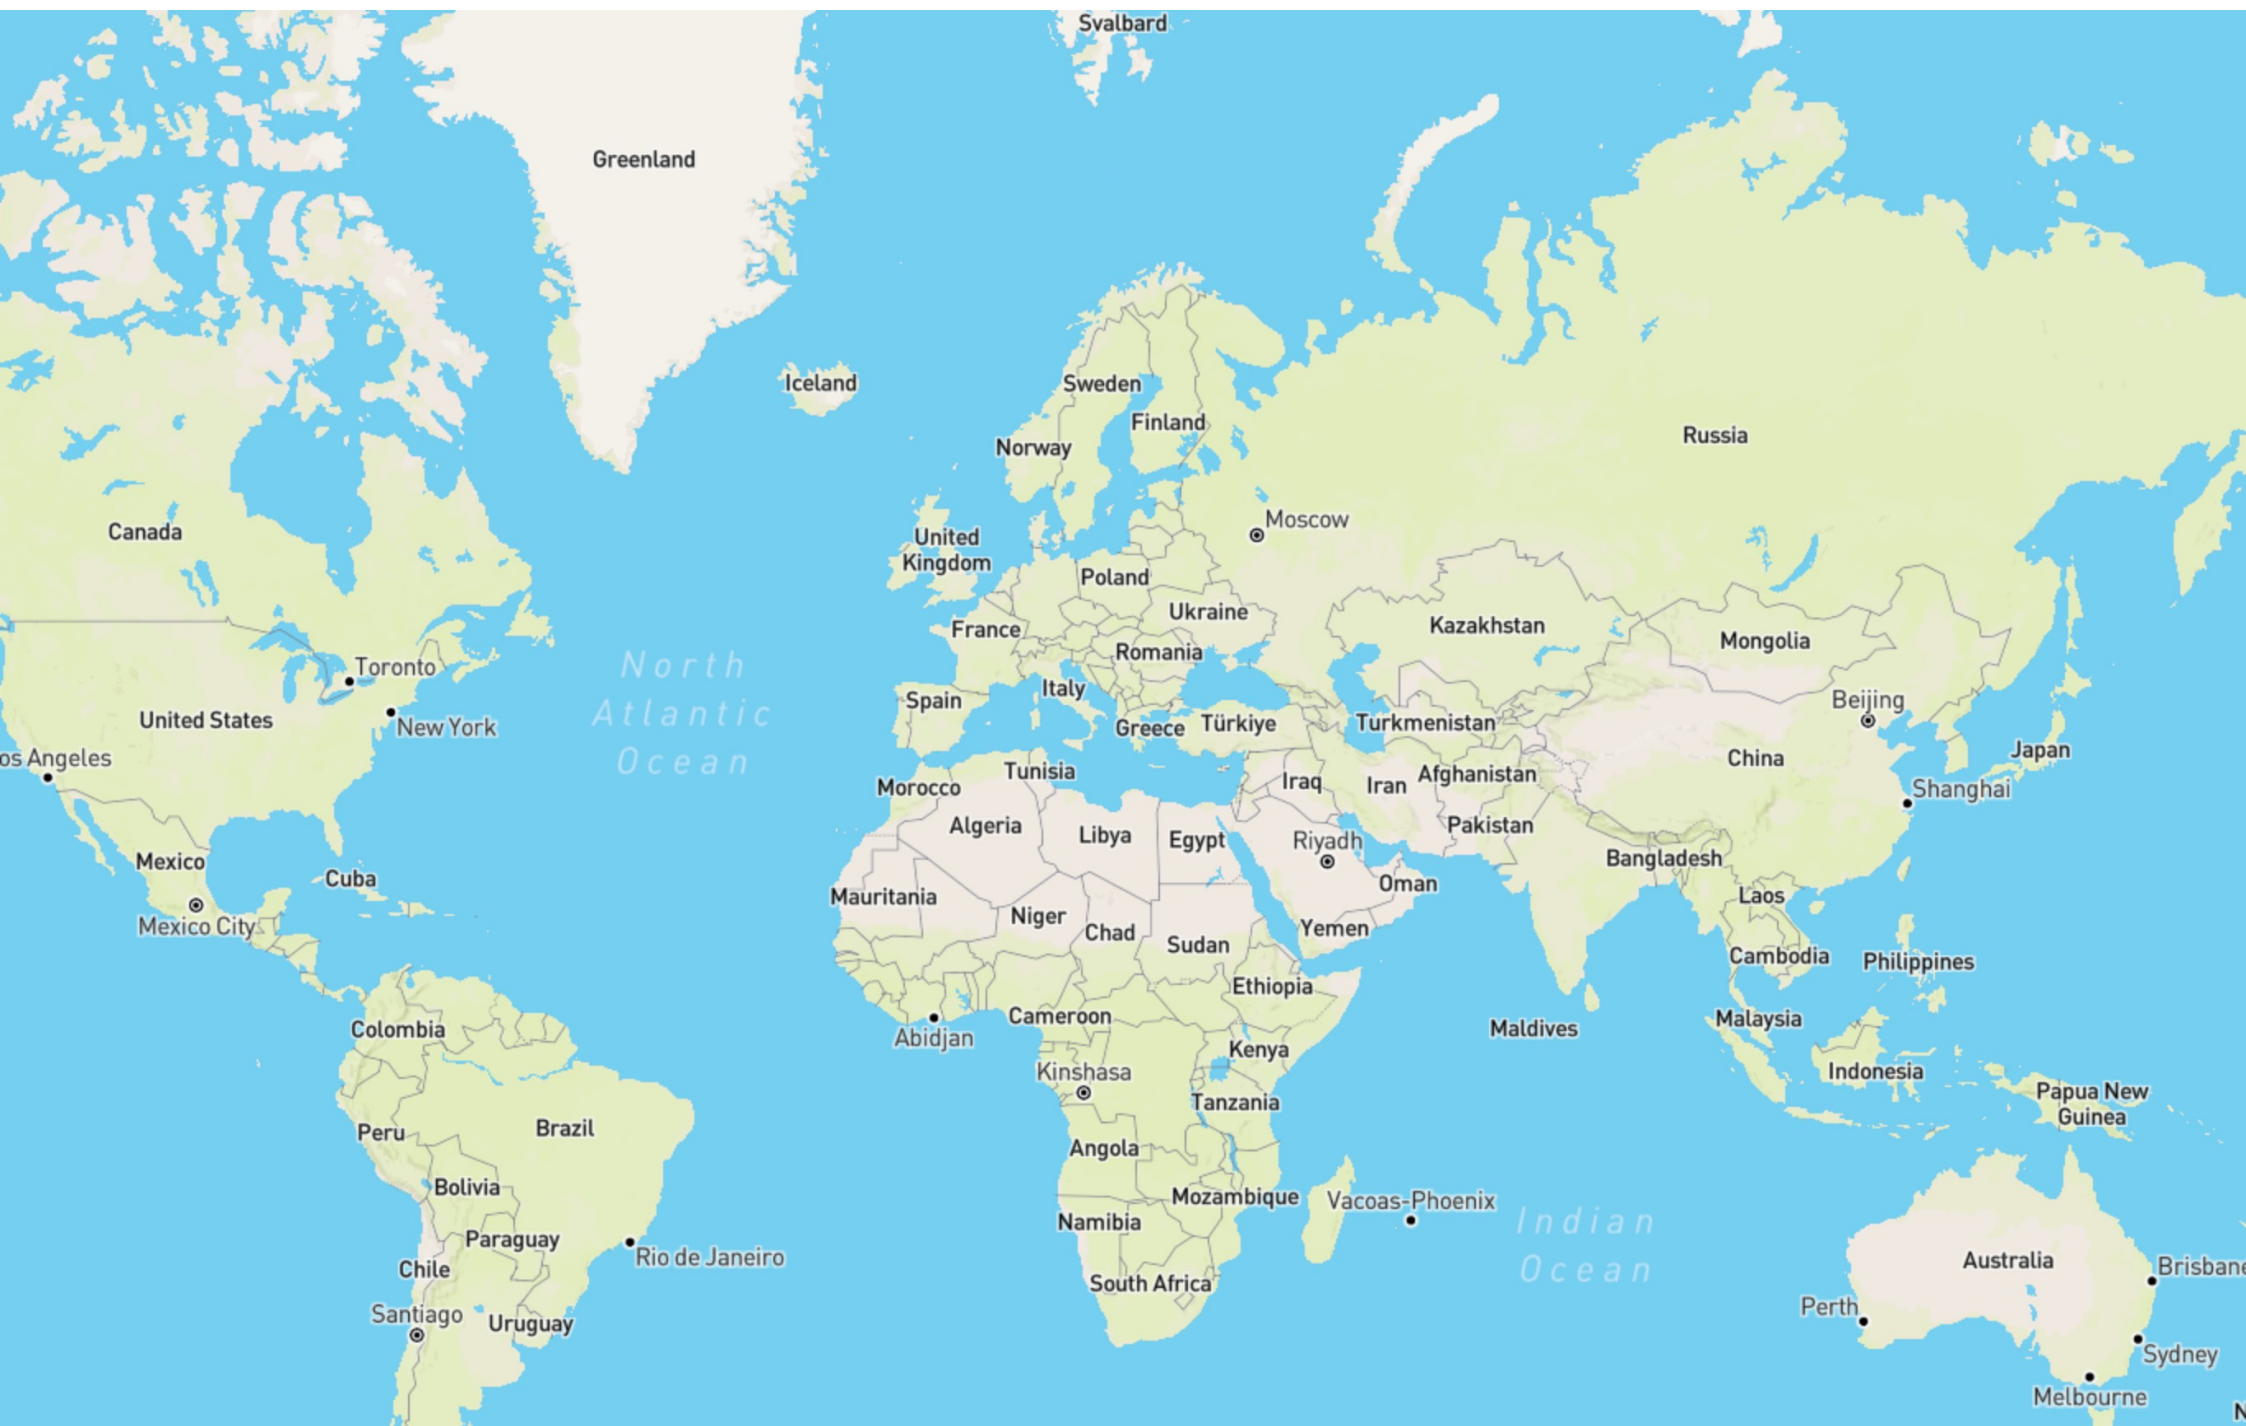 Svalbard
Greenland
Iceland
Sweden
Finland
Norway
Russia
Moscow
Canada
United
Kingdom
Poland
Ukraine
France
Kazakhstan
Mongolia
Romania
Toronto
North
Atlantic
Ocean
Italy
Spain
Beijing
United States
New York
Greece
Türkiye
Turkmenistan
Japan
os Angeles
China
Tunisia
Morocco
Iraq
Iran
Afghanistan
Shanghai
Algeria
Libya
Egypt
Riyadh
Pakistan
Mexico
Bangladesh
Cuba
Oman
Mauritania
Laos
Mexico City
Niger
Chad
Sudan
Yemen
Cambodia
Philippines
Ethiopia
Colombia
Cameroon
Abidjan
Maldives
Malaysia
Kenya
Kinshasa
Indonesia
Tanzania
Papua New
Guinea
Peru
Brazil
Angola
Bolivia
Mozambique
Vacoas-Phoenix
Namibia
Indian
Ocean
Paraguay
Rio de Janeiro
Chile
South Africa
Australia
Brisbane
Santiago
Uruguay
Perth
Sydney
Melbourne
N